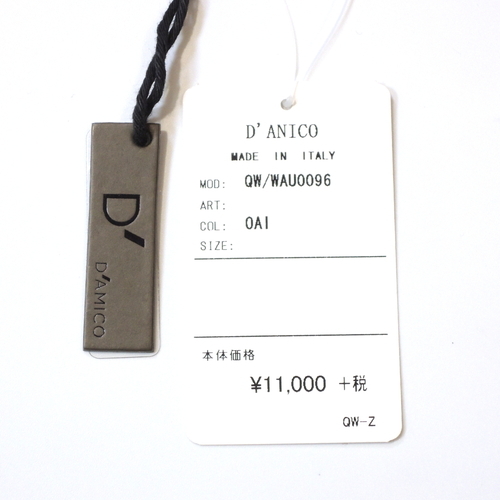 D'
D'AMICO
D'ANICO
MADE IN ITALY
MOD: QW/WAU0096
ART:
COL: 0AI
SIZE:
本体価格
¥11,000 +税
QW-Z